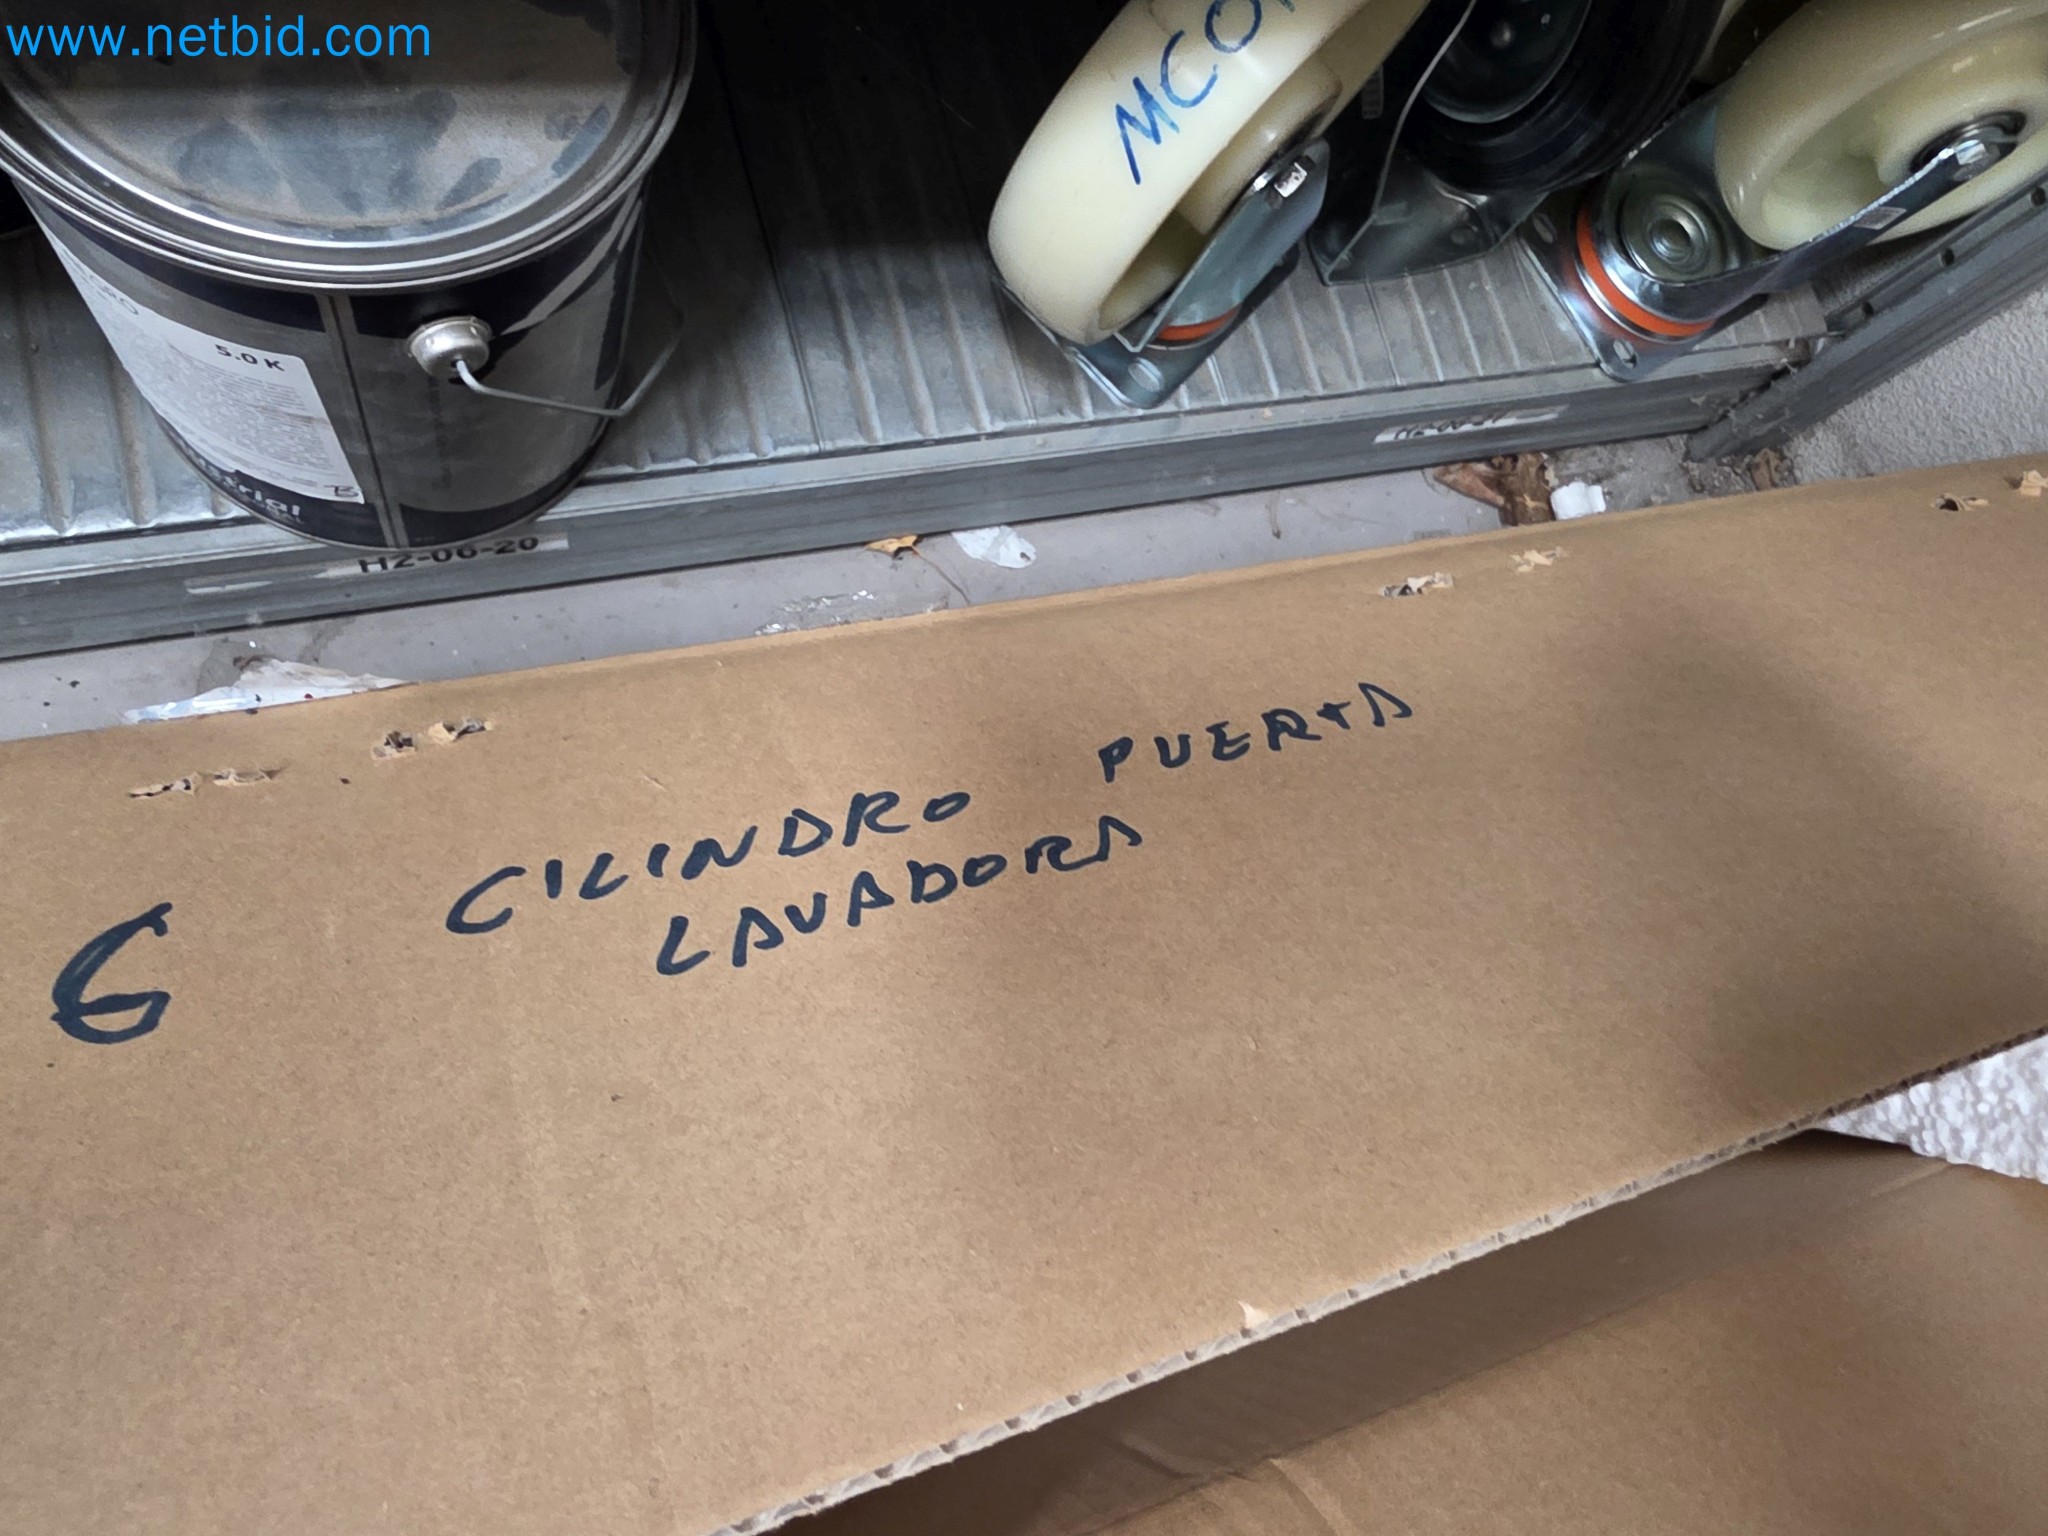 www.netbid.com
MCO
5.0 K
H2-06-20
6
CILINDRO PUERTA
LAVADORA